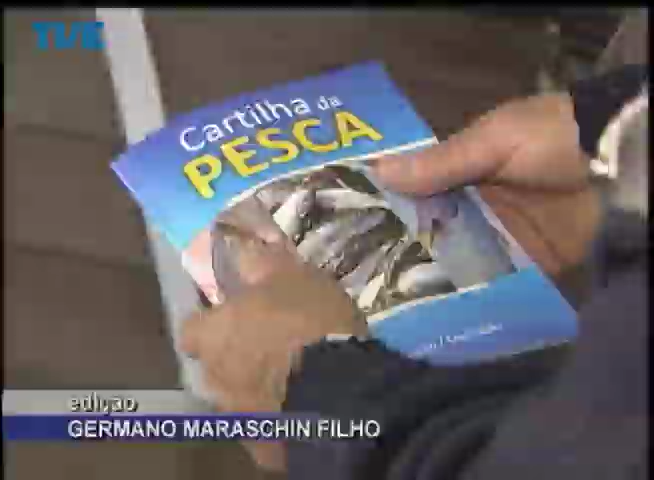 TVE
Cartilha da
PESCA
edição
GERMANO MARASCHIN FILHO